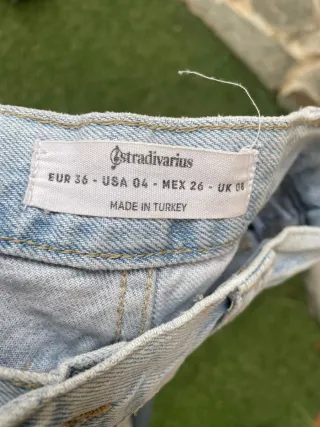 stradivarius
EUR 36 - USA 04 - MEX 26 - UK 08
MADE IN TURKEY